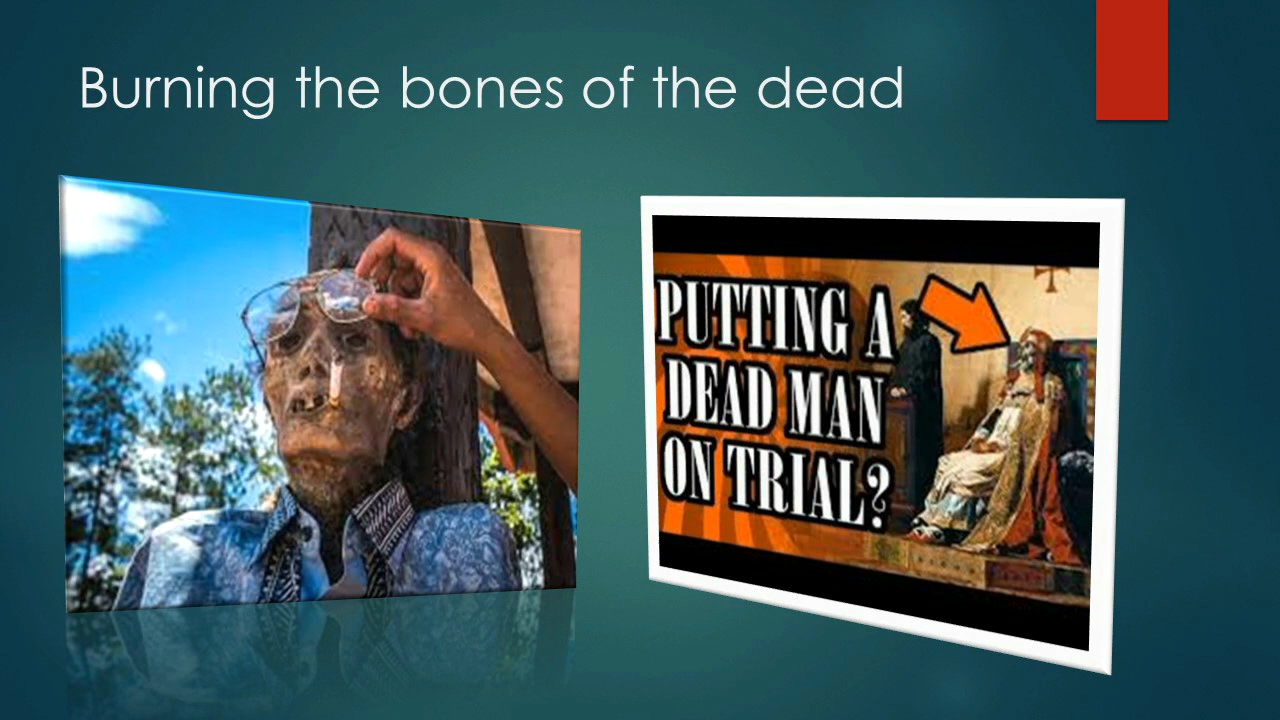 Burning the bones of the dead
PUTTING A
DEAD MAN
ON TRIAL?